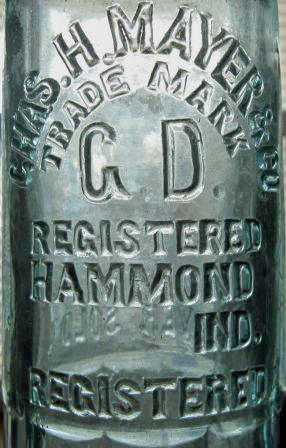 CHAS. H. MAYER & CO
TRADE MARK
G D.
REGISTERED
HAMMOND
IND.
REGISTERED